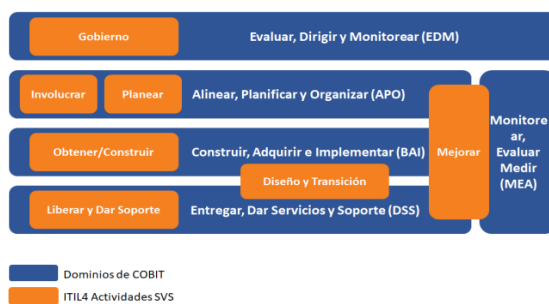 Gobierno
Evaluar, Dirigir y Monitorear (EDM)
Involucrar
Planear
Alinear, Planificar y Organizar (APO)
Obtener/Construir
Construir, Adquirir e Implementar (BAI)
Mejorar
Monitore
ar,
Evaluar
Medir
(MEA)
Diseño y Transición
Liberar y Dar Soporte
Entregar, Dar Servicios y Soporte (DSS)
Dominios de COBIT
ITIL4 Actividades SVS